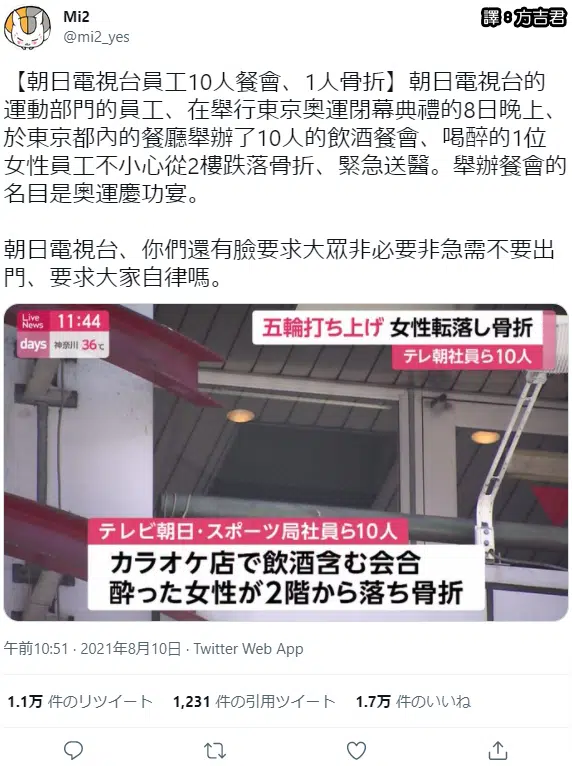 Mi2
@mi2_yes
譯8方吉君
【朝日電視台員工10人餐會、1人骨折】朝日電視台的
運動部門的員工、在舉行東京奧運閉幕典禮的8日晚上、
於東京都內的餐廳舉辦了10人的飲酒餐會、喝醉的1位
女性員工不小心從2樓跌落骨折、緊急送醫。舉辦餐會的
名目是奧運慶功宴。
朝日電視台、你們還有臉要求大眾非必要非急需不要出
門、要求大家自律嗎。
Live News days
11:44
神奈川 36℃
五輪打ち上げ 女性転落し骨折
テレ朝社員ら10人
テレビ朝日・スポーツ局社員ら10人
カラオケ店で飲酒含む会合
酔った女性が2階から落ち骨折
午前10:51 · 2021年8月10日 · Twitter Web App
1.1万 件のリツイート 1,231 件の引用ツイート 1.7万 件のいいね